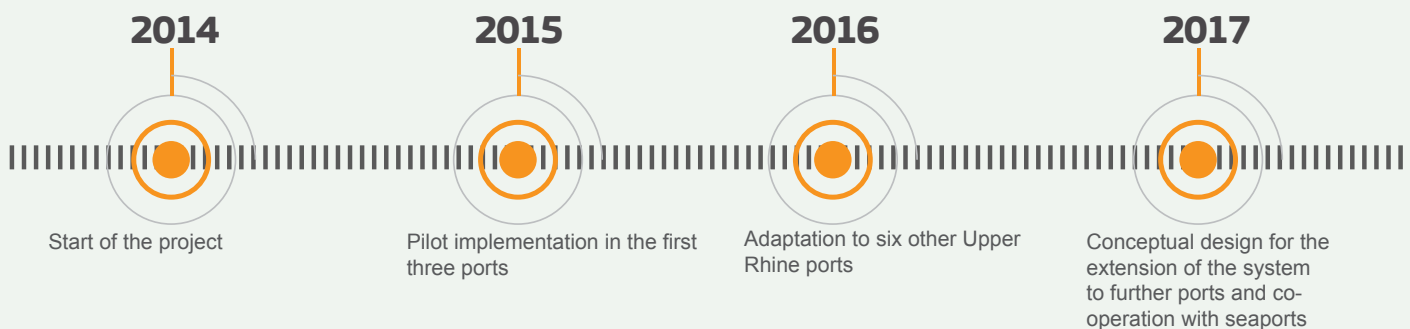 2014
Start of the project
2015
Pilot implementation in the first
three ports
2016
Adaptation to six other Upper
Rhine ports
2017
Conceptual design for the
extension of the system
to further ports and co-
operation with seaports